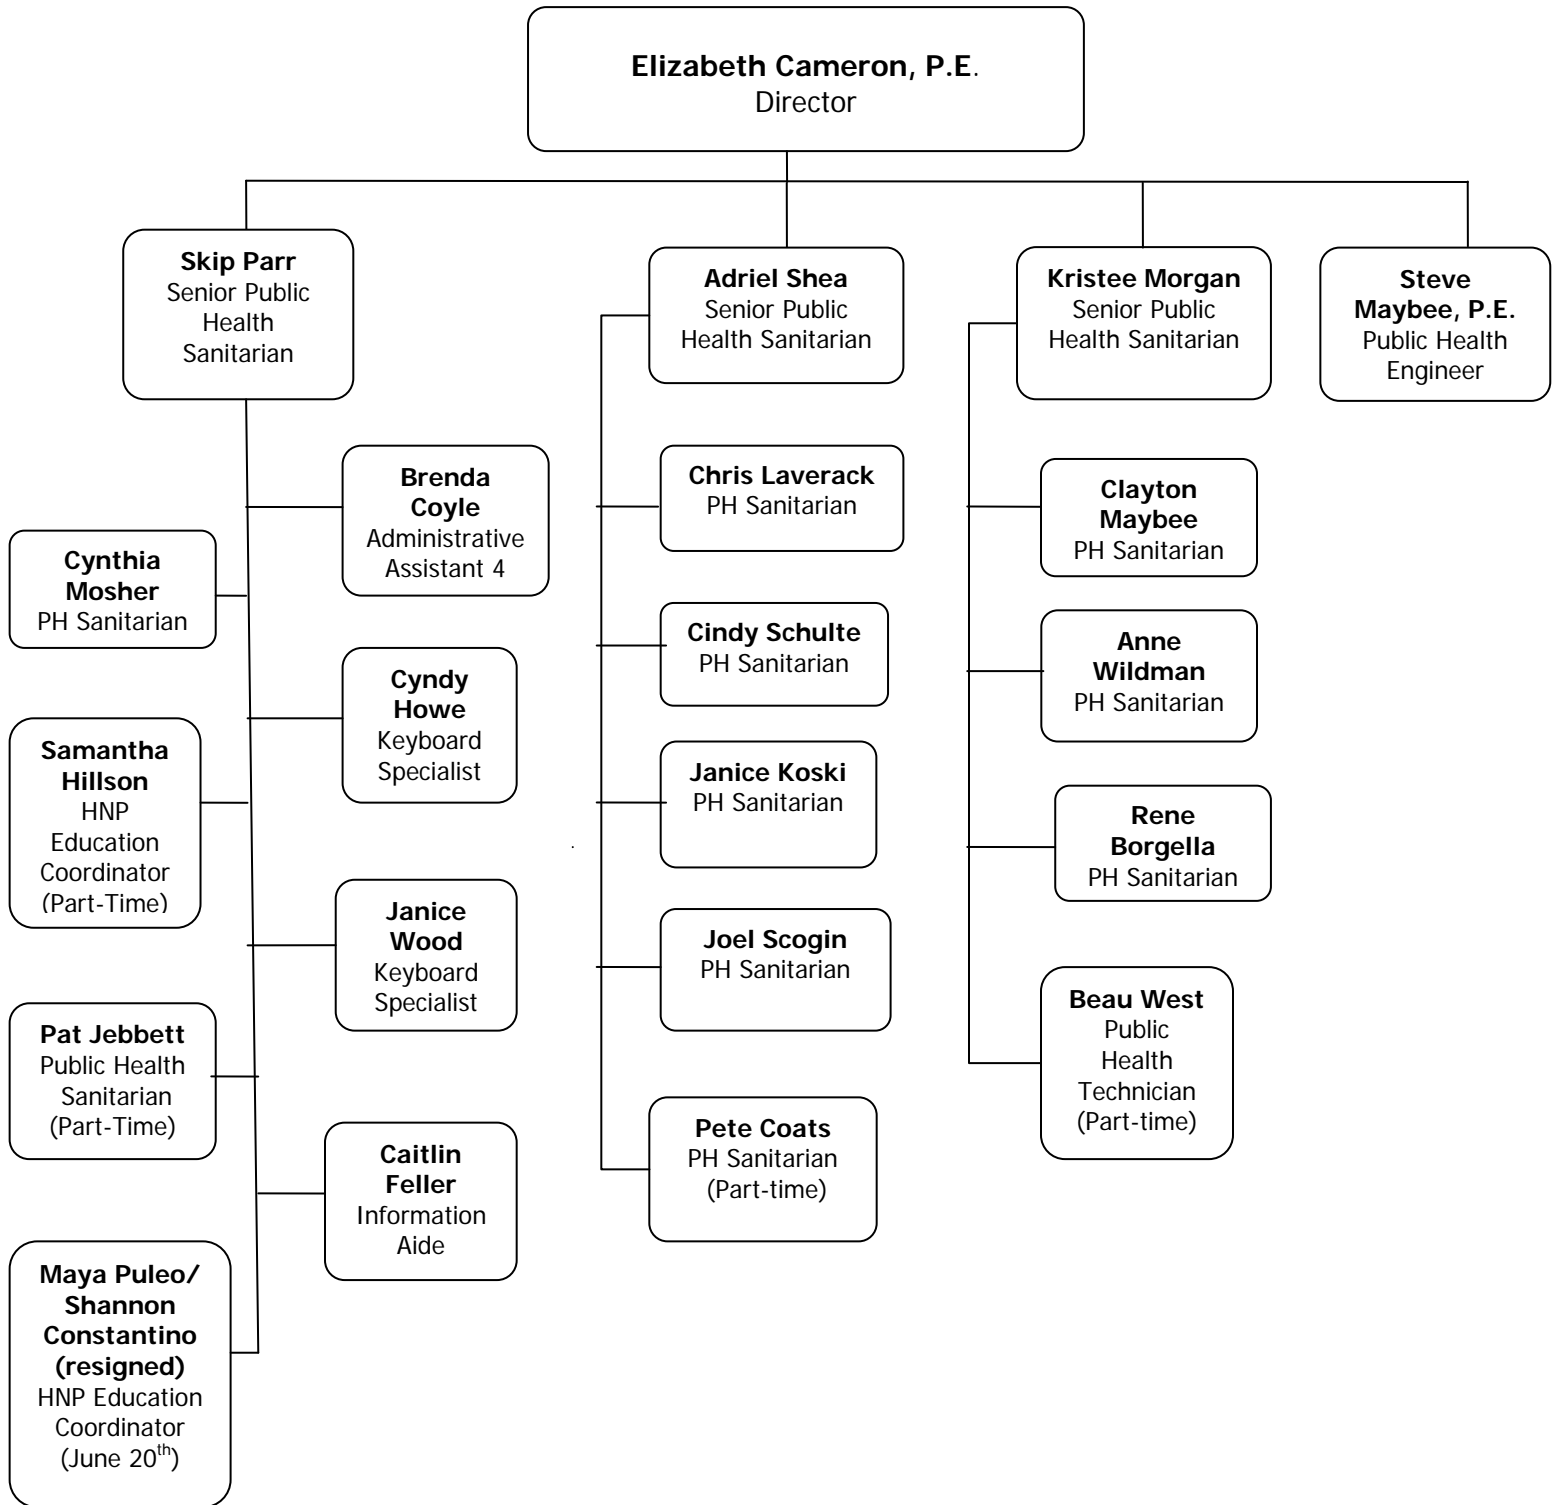 Elizabeth Cameron, P.E.
Director
Skip Parr
Senior Public
Health
Sanitarian
Adriel Shea
Senior Public
Health Sanitarian
Kristee Morgan
Senior Public
Health Sanitarian
Steve
Maybee, P.E.
Public Health
Engineer
Brenda
Coyle
Administrative
Assistant 4
Cynthia
Mosher
PH Sanitarian
Cyndy
Howe
Keyboard
Specialist
Samantha
Hillson
HNP
Education
Coordinator
(Part-Time)
Janice
Wood
Keyboard
Specialist
Pat Jebbett
Public Health
Sanitarian
(Part-Time)
Caitlin
Feller
Information
Aide
Maya Puleo/
Shannon
Constantino
(resigned)
HNP Education
Coordinator
(June 20th)
Chris Laverack
PH Sanitarian
Cindy Schulte
PH Sanitarian
Janice Koski
PH Sanitarian
Joel Scogin
PH Sanitarian
Pete Coats
PH Sanitarian
(Part-time)
Clayton
Maybee
PH Sanitarian
Anne
Wildman
PH Sanitarian
Rene
Borgella
PH Sanitarian
Beau West
Public
Health
Technician
(Part-time)